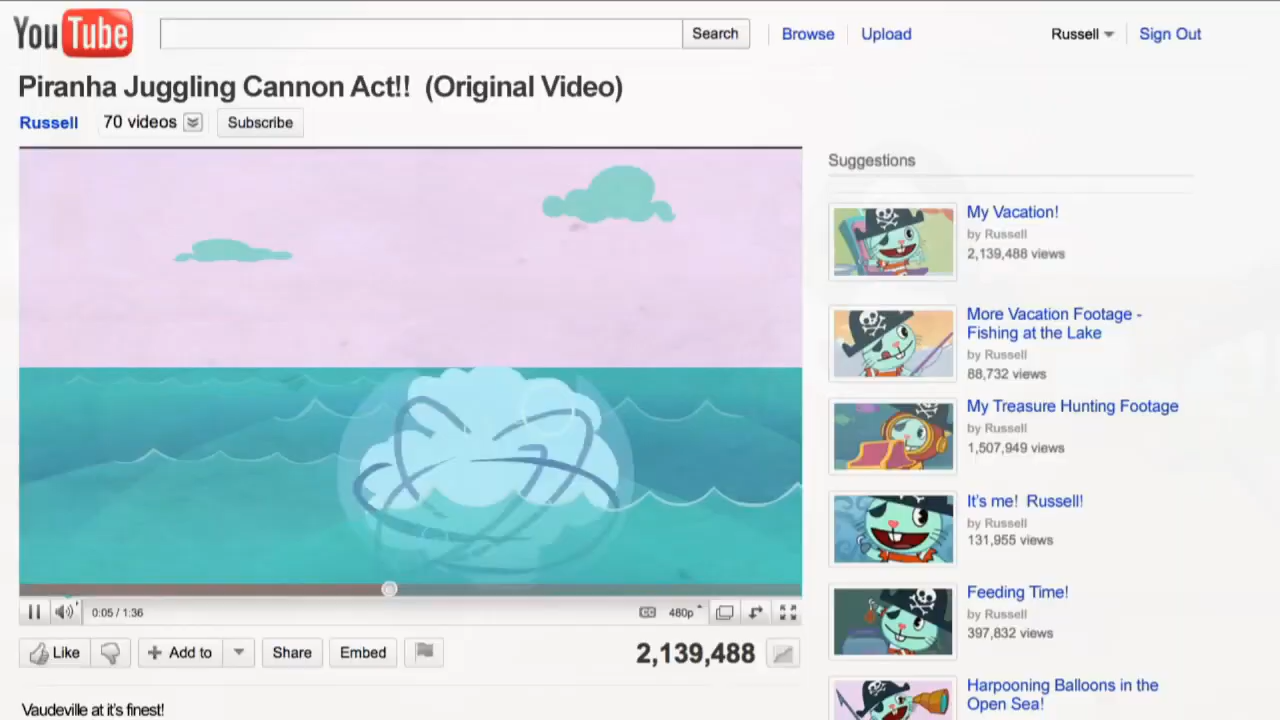 YouTube
Search
Browse
Upload
Russell
Sign Out
Piranha Juggling Cannon Act!! (Original Video)
Russell
70 videos
Subscribe
Suggestions
My Vacation!
by Russell
2,139,488 views
More Vacation Footage -
Fishing at the Lake
by Russell
88,732 views
My Treasure Hunting Footage
by Russell
1,507,949 views
It's me! Russell!
by Russell
131,955 views
Feeding Time!
by Russell
397,832 views
Harpooning Balloons in the
Open Sea!
0:05 / 1:36
CC
480p
Like
Add to
Share
Embed
2,139,488
Vaudeville at it's finest!